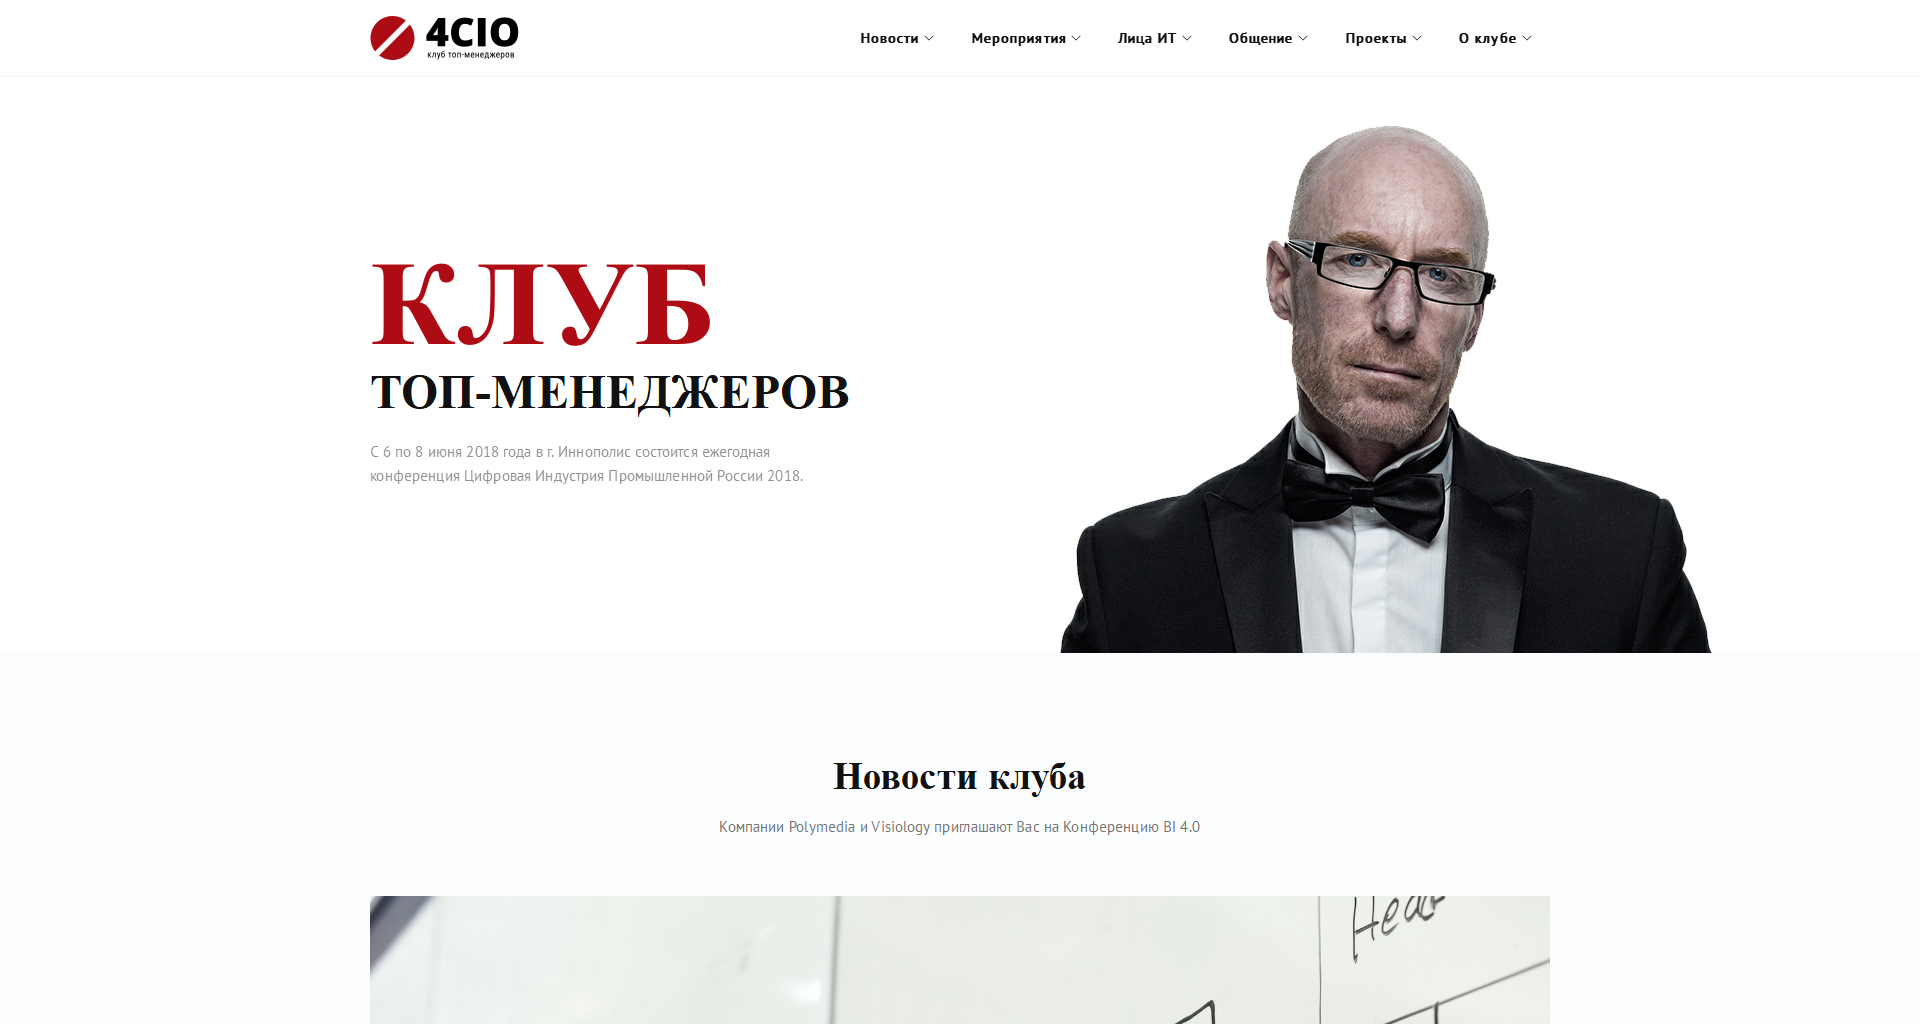 4CIO
клуб топ-менеджеров
Новости
Мероприятия
Лица ИТ
Общение
Проекты
О клубе
КЛУБ
ТОП-МЕНЕДЖЕРОВ
С 6 по 8 июня 2018 года в г. Иннополис состоится ежегодная
конференция Цифровая Индустрия Промышленной России 2018.
Новости клуба
Компании Polymedia и Visiology приглашают Вас на Конференцию BI 4.0